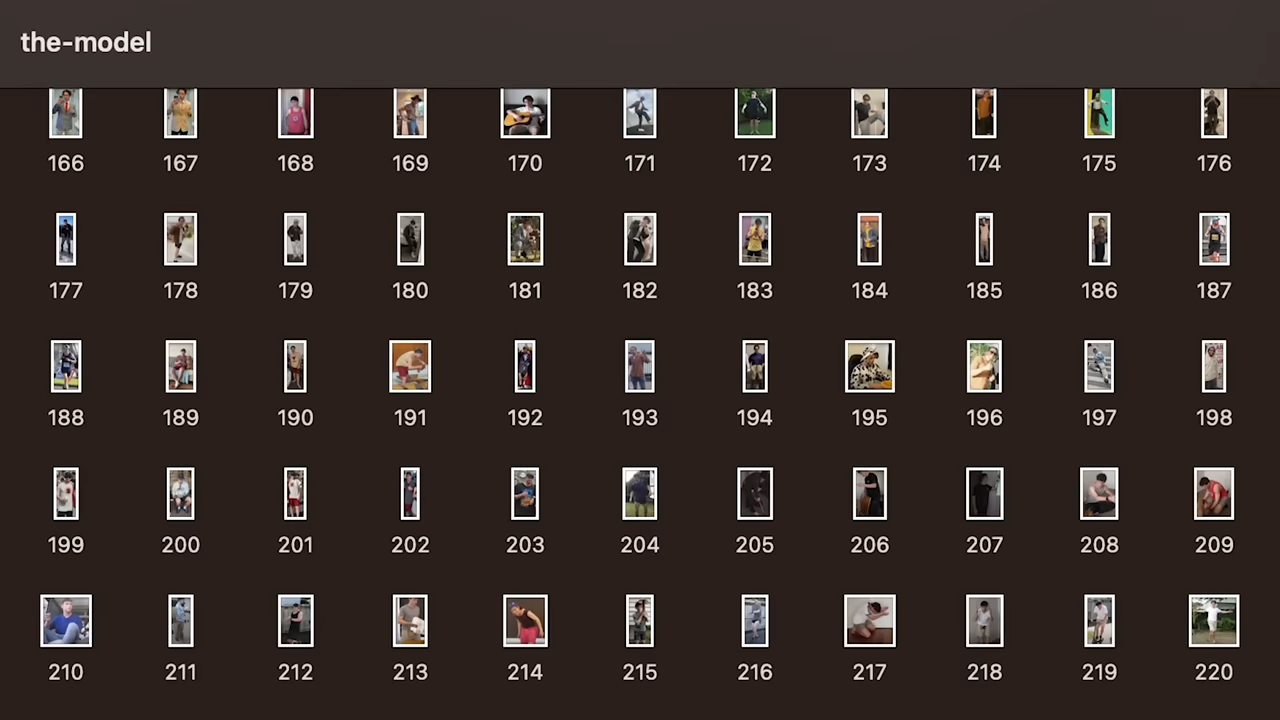 the-model
166 167 168 169 170 171 172 173 174 175 176
177 178 179 180 181 182 183 184 185 186 187
188 189 190 191 192 193 194 195 196 197 198
199 200 201 202 203 204 205 206 207 208 209
210 211 212 213 214 215 216 217 218 219 220